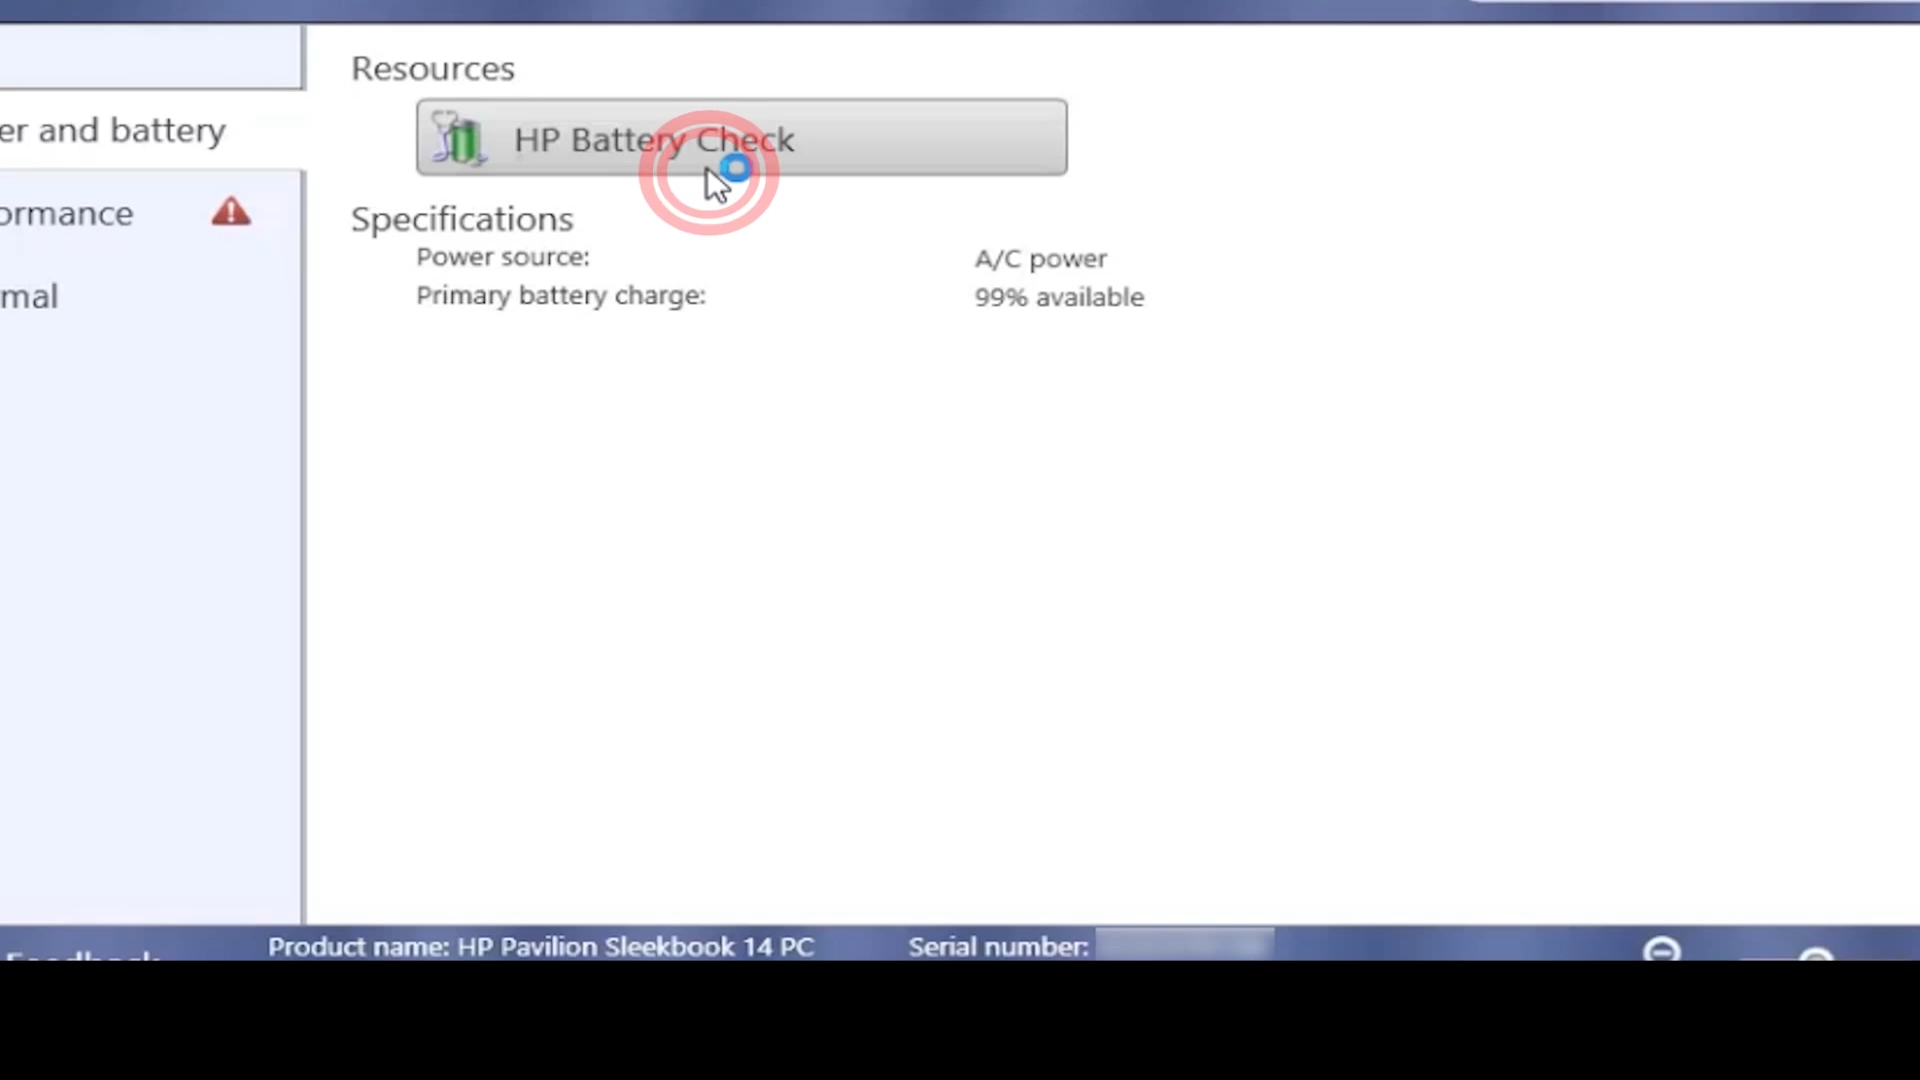 Resources
HP Battery Check
er and battery
Specifications
ormance
Power source: A/C power
Primary battery charge: 99% available
mal
Product name: HP Pavilion Sleekbook 14 PC Serial number: